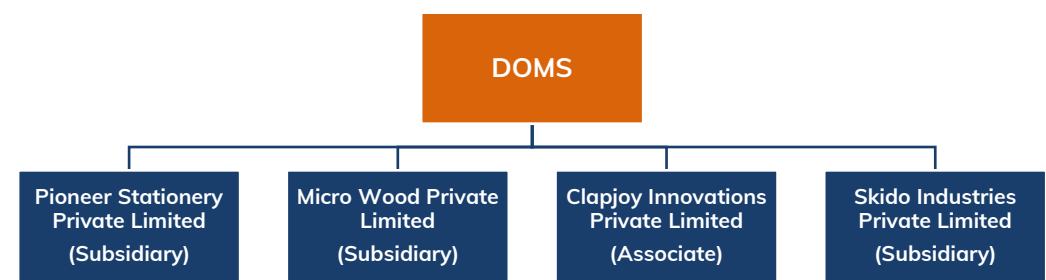 DOMS
Pioneer Stationery
Private Limited
(Subsidiary)
Micro Wood Private
Limited
(Subsidiary)
Clapjoy Innovations
Private Limited
(Associate)
Skido Industries
Private Limited
(Subsidiary)